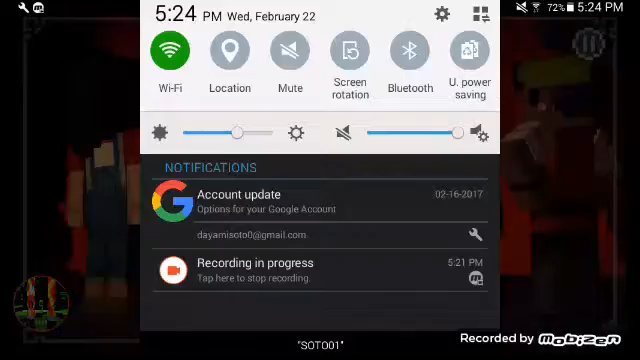 5:24 PM Wed, February 22
72% 5:24 PM
Wi-Fi
Location
Mute
Screen rotation
Bluetooth
U. power saving
NOTIFICATIONS
Account update 02-16-2017
Options for your Google Account
dayamisoto0@gmail.com
Recording in progress 5:21 PM
Tap here to stop recording.
"SOTO01"
Recorded by Mobizen